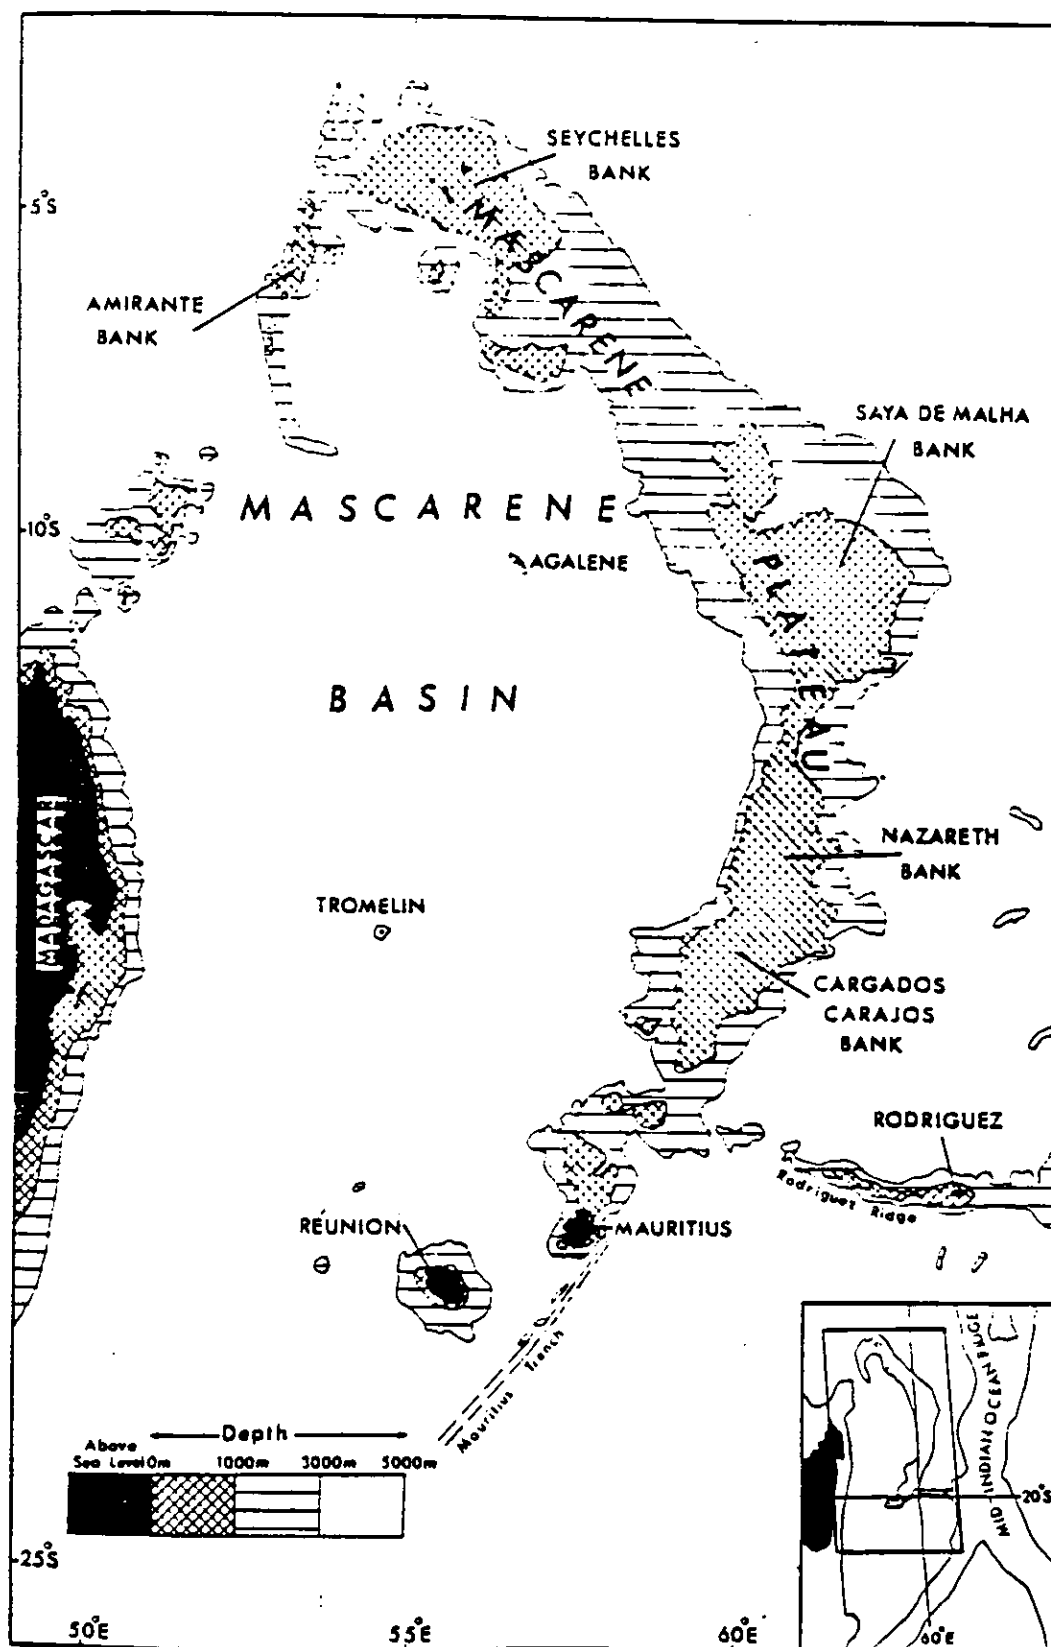 SEYCHELLES
BANK
5°S
MASCARENE
AMIRANTE
BANK
SAYA DE MALHA
BANK
MASCARENE
10°S
AGALENE
PLATEAU
BASIN
MADAGASCAR
NAZARETH
BANK
TROMELIN
CARGADOS
CARAJOS
BANK
RODRIGUEZ
Rodriguez Ridge
RÉUNION
MAURITIUS
Mauritius Trench
Depth
Above
Sea Level 0m 1000m 3000m 5000m
MID-INDIAN OCEAN RIDGE
20°S
25°S
50°E 55°E 60°E
60°E